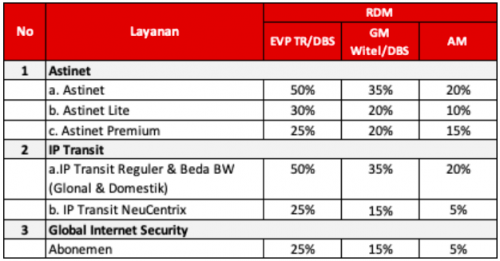 No Layanan RDM
EVP TR/DBS GM Witel/DBS AM
1 Astinet
a. Astinet 50% 35% 20%
b. Astinet Lite 30% 20% 10%
c. Astinet Premium 25% 20% 15%
2 IP Transit
a.IP Transit Reguler & Beda BW 50% 35% 20%
(Glonal & Domestik)
b. IP Transit NeuCentrix 25% 15% 5%
3 Global Internet Security
Abonemen 25% 15% 5%